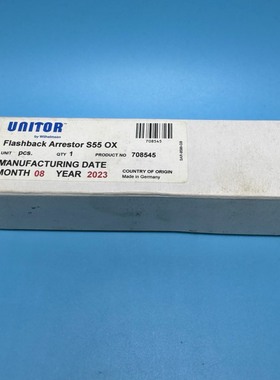 UNITOR
by Wilhelmsen
Flashback Arrestor S55 OX
UNIT pcs. QTY 1 PRODUCT NO 708545
MANUFACTURING DATE
MONTH 08 YEAR 2023
708545
COUNTRY OF ORIGIN
Made in Germany